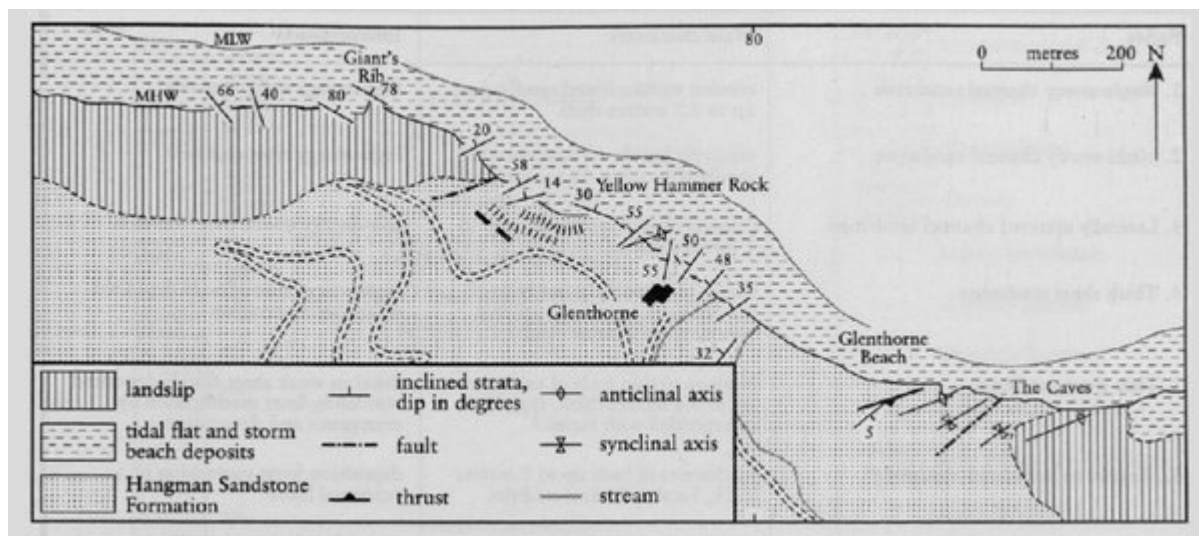 MLW
80
0 metres 200 N
Giant's
Rib
MHW 66 40 80 78
20
58
14
30
Yellow Hammer Rock
55
50
55
48
35
Glenthorne
32
Glenthorne
Beach
The Caves
5
landslip
inclined strata,
dip in degrees
anticlinal axis
tidal flat and storm
beach deposits
fault
synclinal axis
Hangman Sandstone
Formation
thrust
stream